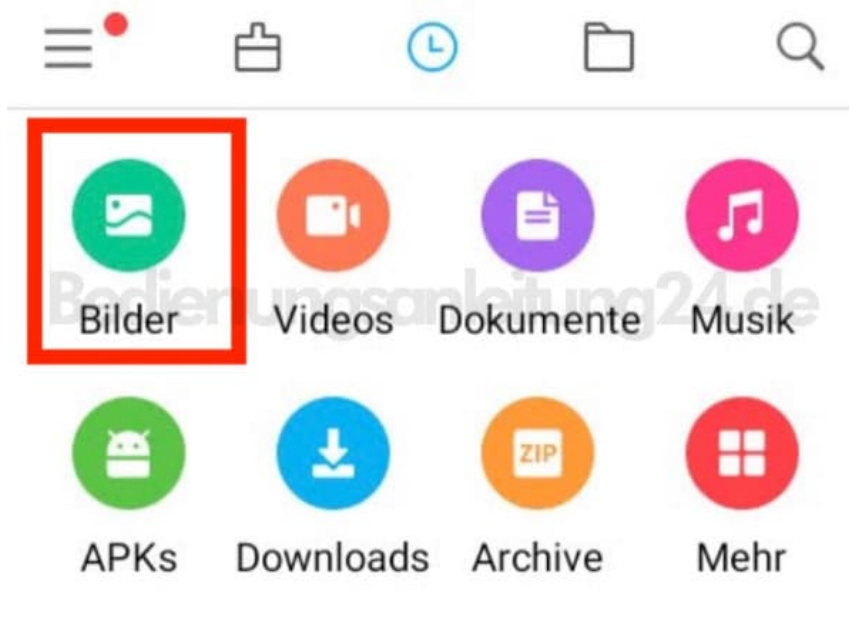 Bedienungsanleitung24.de
Bilder Videos Dokumente Musik
ZIP
APKs Downloads Archive Mehr